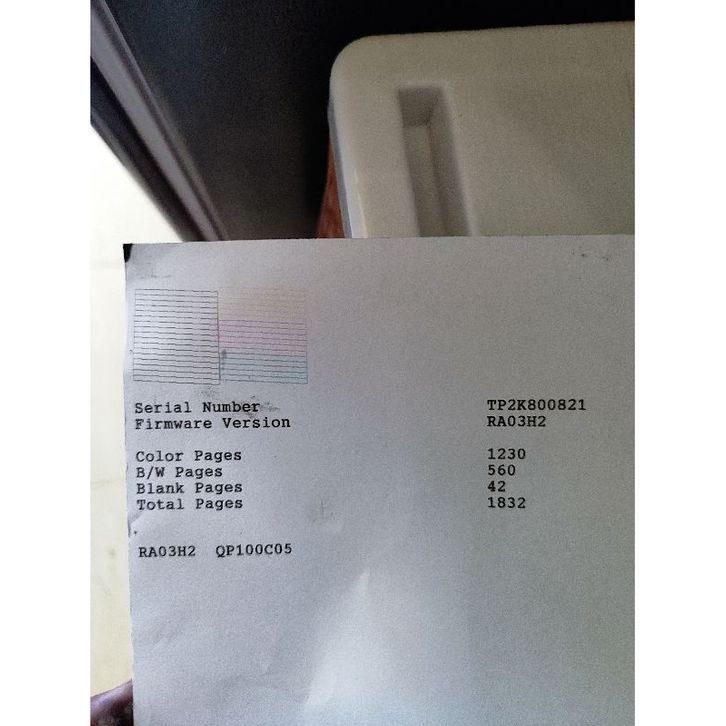 Serial Number TP2K800821
Firmware Version RA03H2
Color Pages 1230
B/W Pages 560
Blank Pages 42
Total Pages 1832
RA03H2 QP100C05